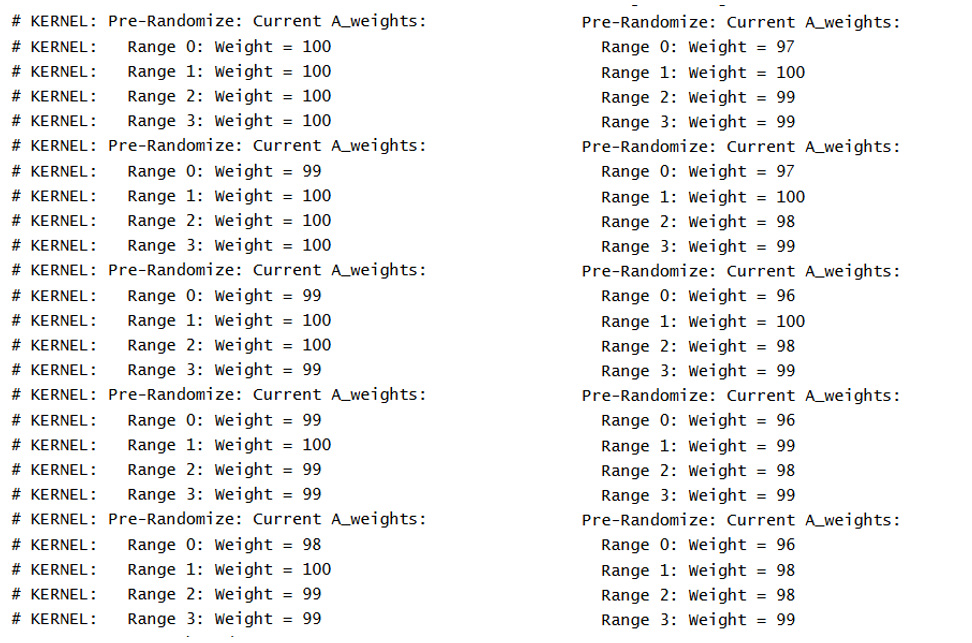 # KERNEL: Pre-Randomize: Current A_weights:
# KERNEL:   Range 0: Weight = 100
# KERNEL:   Range 1: Weight = 100
# KERNEL:   Range 2: Weight = 100
# KERNEL:   Range 3: Weight = 100
# KERNEL: Pre-Randomize: Current A_weights:
# KERNEL:   Range 0: Weight = 99
# KERNEL:   Range 1: Weight = 100
# KERNEL:   Range 2: Weight = 100
# KERNEL:   Range 3: Weight = 100
# KERNEL: Pre-Randomize: Current A_weights:
# KERNEL:   Range 0: Weight = 99
# KERNEL:   Range 1: Weight = 100
# KERNEL:   Range 2: Weight = 100
# KERNEL:   Range 3: Weight = 99
# KERNEL: Pre-Randomize: Current A_weights:
# KERNEL:   Range 0: Weight = 99
# KERNEL:   Range 1: Weight = 100
# KERNEL:   Range 2: Weight = 99
# KERNEL:   Range 3: Weight = 99
# KERNEL: Pre-Randomize: Current A_weights:
# KERNEL:   Range 0: Weight = 98
# KERNEL:   Range 1: Weight = 100
# KERNEL:   Range 2: Weight = 99
# KERNEL:   Range 3: Weight = 99
Pre-Randomize: Current A_weights:
  Range 0: Weight = 97
  Range 1: Weight = 100
  Range 2: Weight = 99
  Range 3: Weight = 99
Pre-Randomize: Current A_weights:
  Range 0: Weight = 97
  Range 1: Weight = 100
  Range 2: Weight = 98
  Range 3: Weight = 99
Pre-Randomize: Current A_weights:
  Range 0: Weight = 96
  Range 1: Weight = 100
  Range 2: Weight = 98
  Range 3: Weight = 99
Pre-Randomize: Current A_weights:
  Range 0: Weight = 96
  Range 1: Weight = 99
  Range 2: Weight = 98
  Range 3: Weight = 99
Pre-Randomize: Current A_weights:
  Range 0: Weight = 96
  Range 1: Weight = 98
  Range 2: Weight = 98
  Range 3: Weight = 99